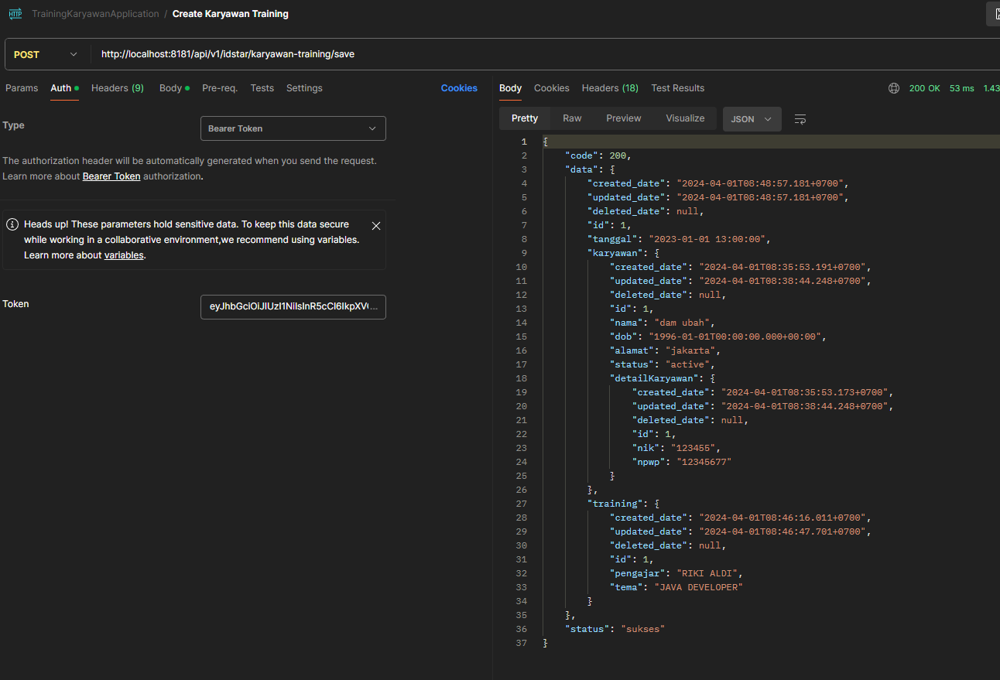 HTTP TrainingKaryawanApplication / Create Karyawan Training
POST http://localhost:8181/api/v1/idstar/karyawan-training/save
Params Auth Headers (9) Body Pre-req. Tests Settings Cookies
Type Bearer Token
The authorization header will be automatically generated when you send the request.
Learn more about Bearer Token authorization.
Heads up! These parameters hold sensitive data. To keep this data secure
while working in a collaborative environment,we recommend using variables.
Learn more about variables.
Token
Body Cookies Headers (18) Test Results 200 OK 53 ms 1.43
Pretty Raw Preview Visualize JSON
1 {
2 "code": 200,
3 "data": {
4 "created_date": "2024-04-01T08:48:57.181+0700",
5 "updated_date": "2024-04-01T08:48:57.181+0700",
6 "deleted_date": null,
7 "id": 1,
8 "tanggal": "2023-01-01 13:00:00",
9 "karyawan": {
10 "created_date": "2024-04-01T08:35:53.191+0700",
11 "updated_date": "2024-04-01T08:38:44.248+0700",
12 "deleted_date": null,
13 "id": 1,
14 "nama": "dam ubah",
15 "dob": "1996-01-01T00:00:00.000+00:00",
16 "alamat": "jakarta",
17 "status": "active",
18 "detailKaryawan": {
19 "created_date": "2024-04-01T08:35:53.173+0700",
20 "updated_date": "2024-04-01T08:38:44.248+0700",
21 "deleted_date": null,
22 "id": 1,
23 "nik": "123455",
24 "npwp": "12345677"
25 }
26 },
27 "training": {
28 "created_date": "2024-04-01T08:46:16.011+0700",
29 "updated_date": "2024-04-01T08:46:47.701+0700",
30 "deleted_date": null,
31 "id": 1,
32 "pengajar": "RIKI ALDI",
33 "tema": "JAVA DEVELOPER"
34 }
35 },
36 "status": "sukses"
37 }